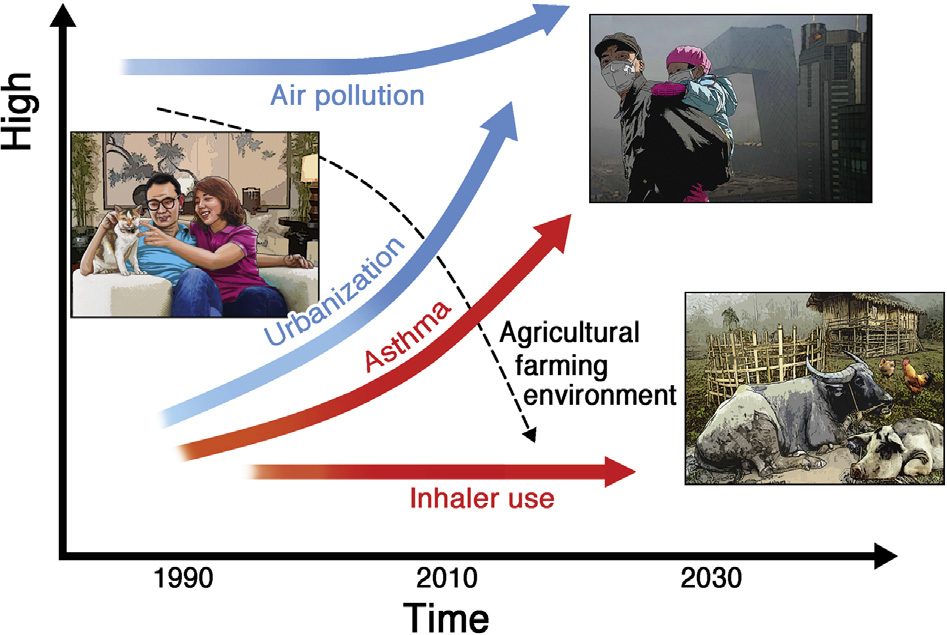 High
Air pollution
Urbanization
Asthma
Agricultural
farming
environment
Inhaler use
1990
2010
2030
Time